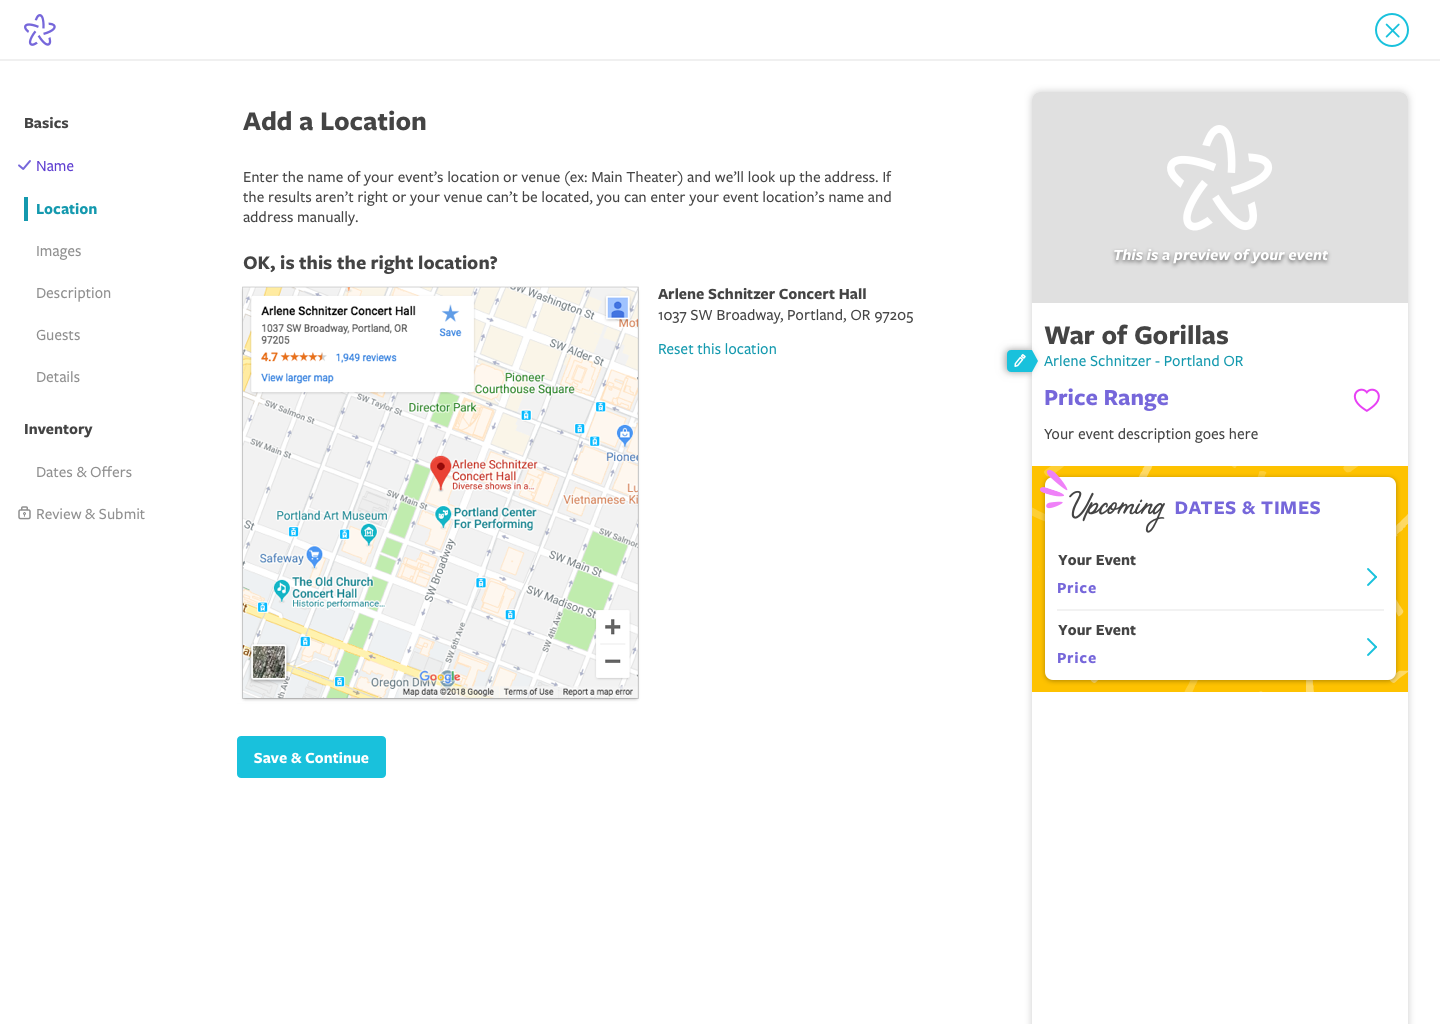 Basics
Name
Location
Images
Description
Guests
Details
Inventory
Dates & Offers
Review & Submit
Add a Location
Enter the name of your event's location or venue (ex: Main Theater) and we'll look up the address. If
the results aren't right or your venue can't be located, you can enter your event location's name and
address manually.
OK, is this the right location?
Arlene Schnitzer Concert Hall
1037 SW Broadway, Portland, OR
97205
4.7
1,949 reviews
View larger map
Save
SW Washington St
SW Alder St
Pioneer
Courthouse Square
Director Park
SW Taylor St
SW Salmon St
SW Main St
Arlene Schnitzer
Concert Hall
Diverse shows in a...
SW Main St
Vietnamese Ki
Portland Art Museum
Portland Center
For Performing
SW Salmon
Safeway
SW Broadway
SW Main St
The Old Church
Concert Hall
Historic performance...
SW Madison St
SW 4th Ave
SW 6th Ave
Oregon DMV
Google
Map data ©2018 Google
Terms of Use
Report a map error
Arlene Schnitzer Concert Hall
1037 SW Broadway, Portland, OR 97205
Reset this location
Save & Continue
This is a preview of your event
War of Gorillas
Arlene Schnitzer - Portland OR
Price Range
Your event description goes here
Upcoming DATES & TIMES
Your Event
Price
Your Event
Price